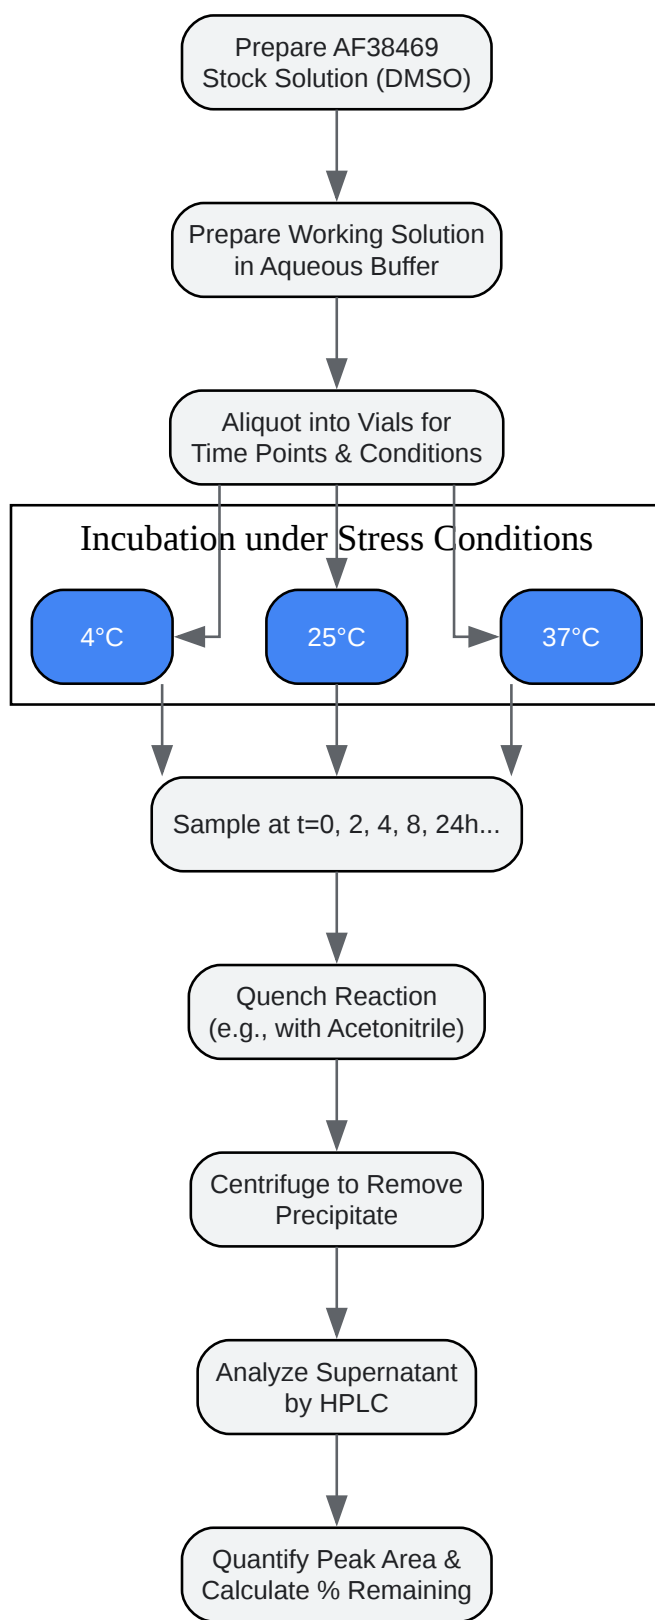 Prepare AF38469
Stock Solution (DMSO)
Prepare Working Solution
in Aqueous Buffer
Aliquot into Vials for
Time Points & Conditions
Incubation under Stress Conditions
4°C
25°C
37°C
Sample at t=0, 2, 4, 8, 24h...
Quench Reaction
(e.g., with Acetonitrile)
Centrifuge to Remove
Precipitate
Analyze Supernatant
by HPLC
Quantify Peak Area &
Calculate % Remaining